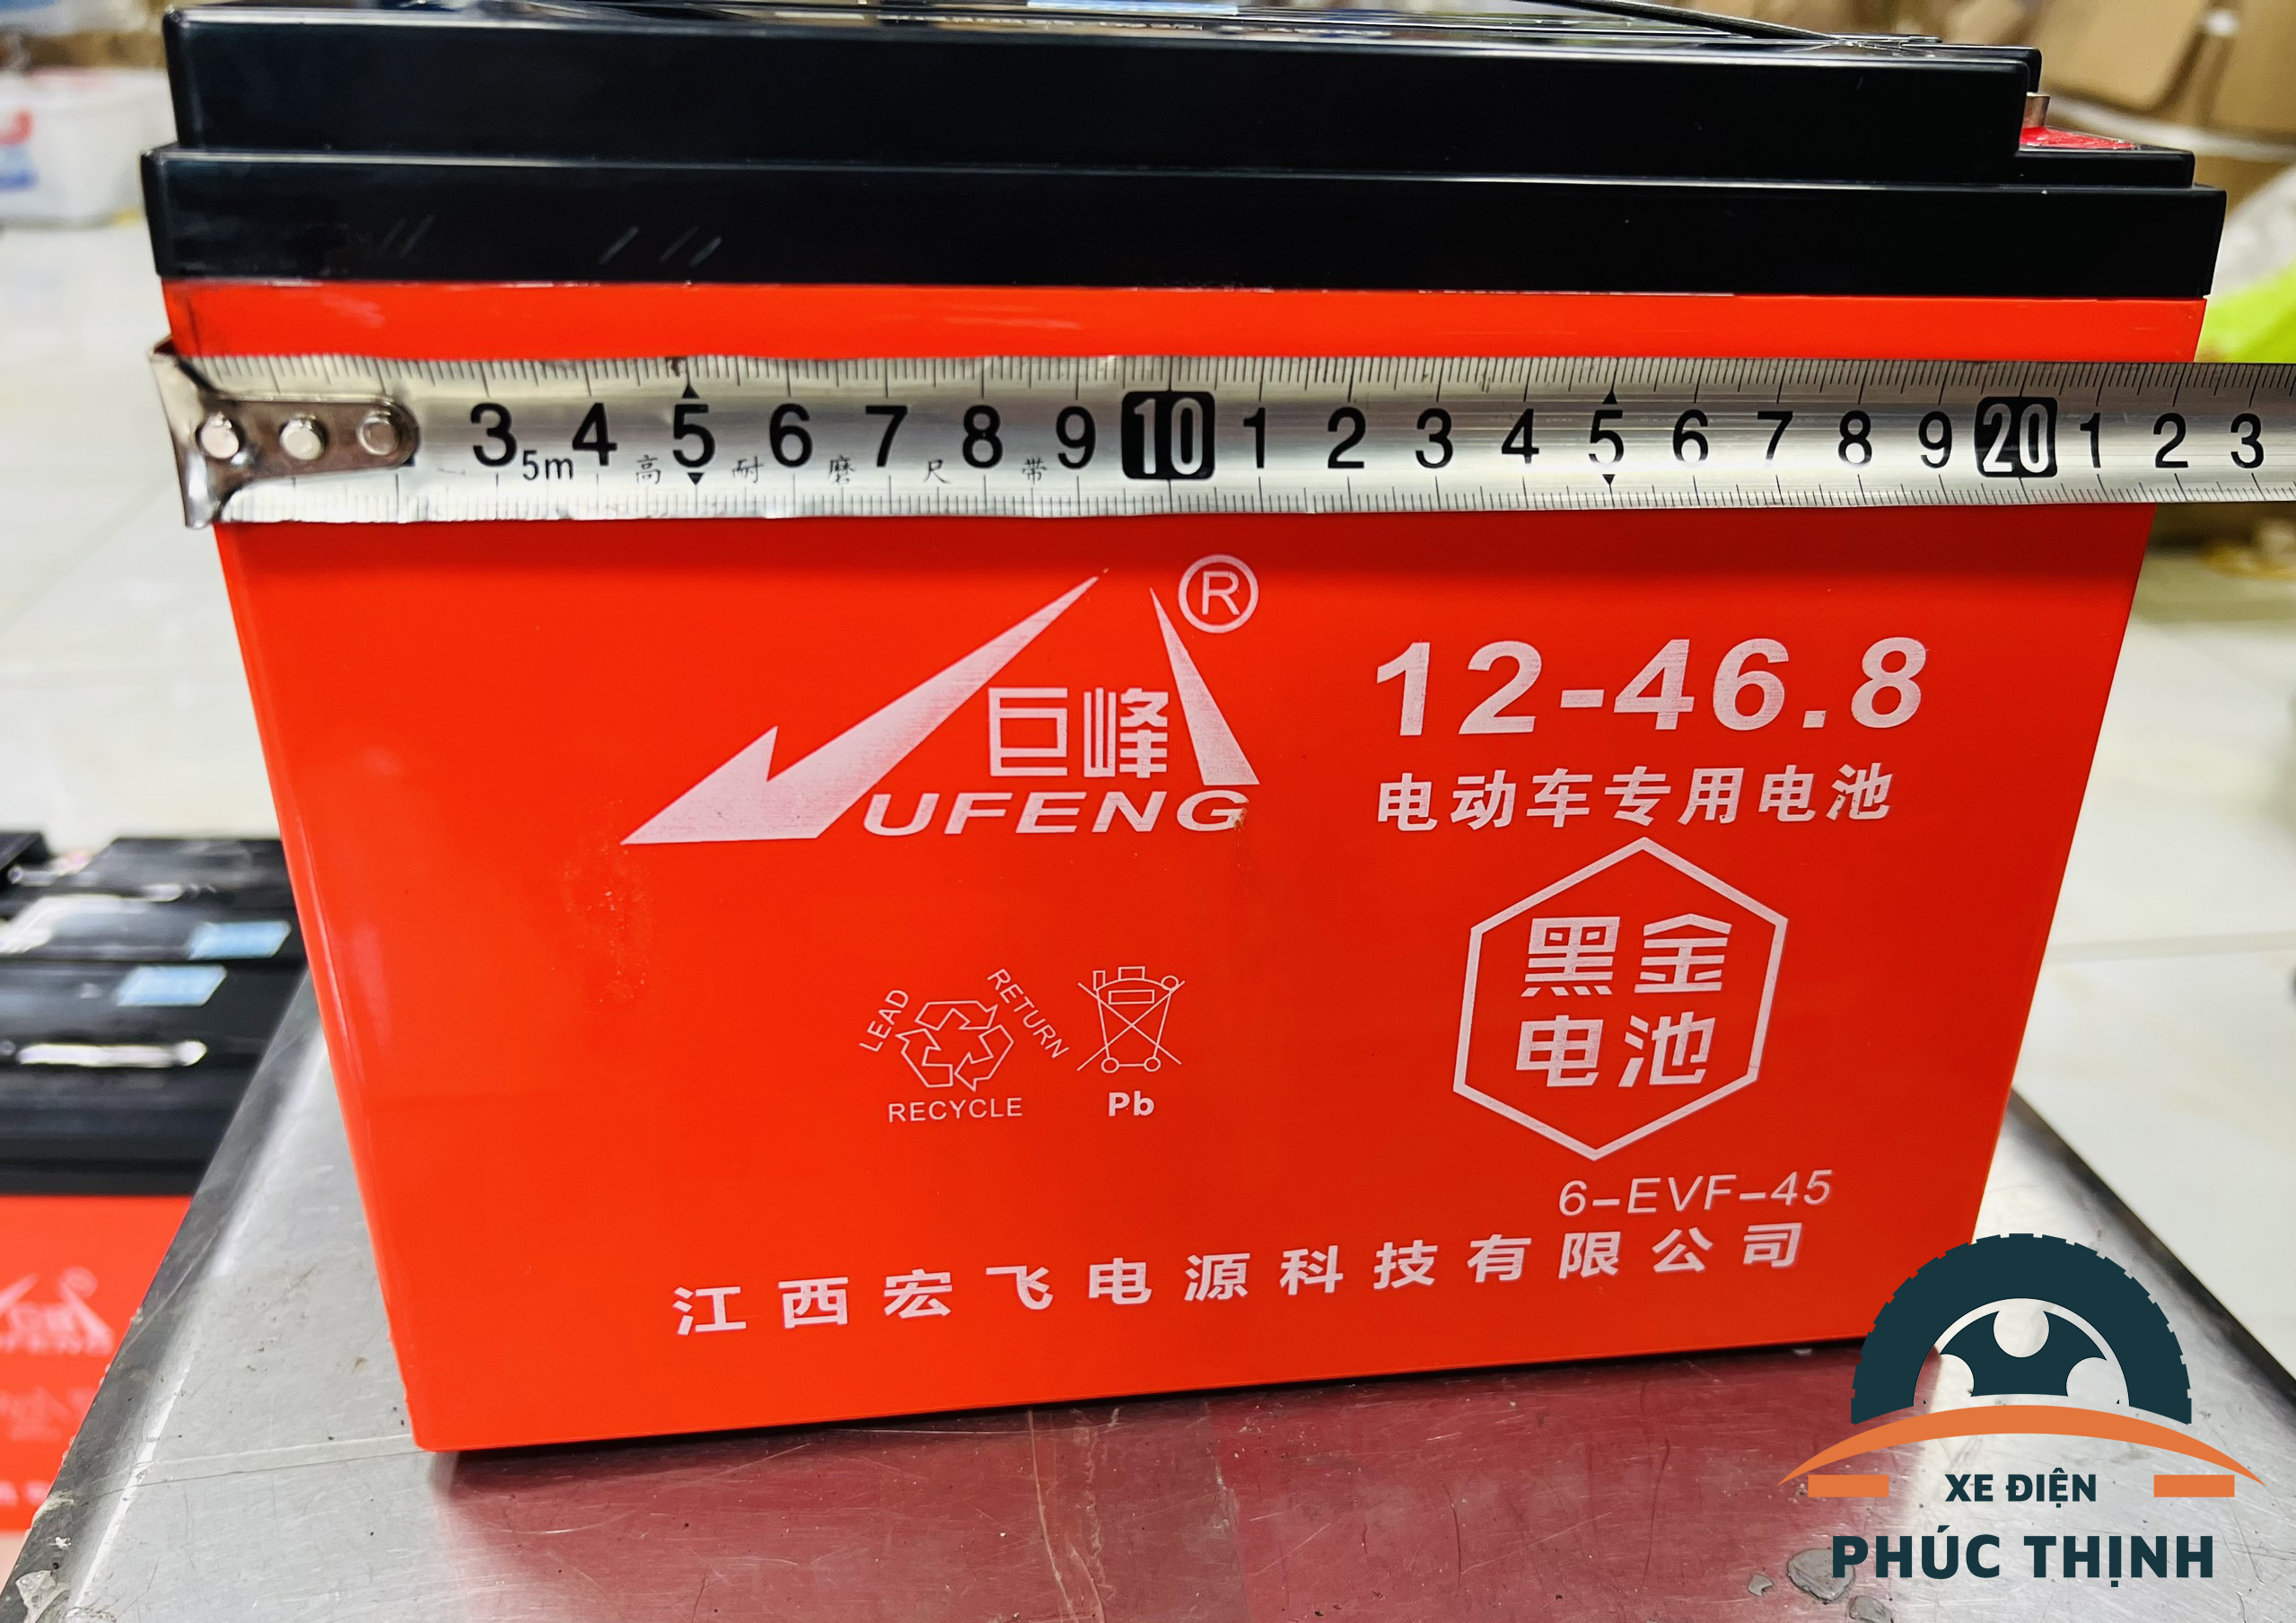 3 4 5 6 7 8 9 10 1 2 3 4 5 6 7 8 9 20 1 2 3
5m 高 耐 磨 尺 带
R
巨峰
UFENG
12-46.8
电动车专用电池
黑金
电池
LEAD RETURN
RECYCLE
Pb
6-EVF-45
江西宏飞电源科技有限公司
XE ĐIỆN
PHÚC THỊNH